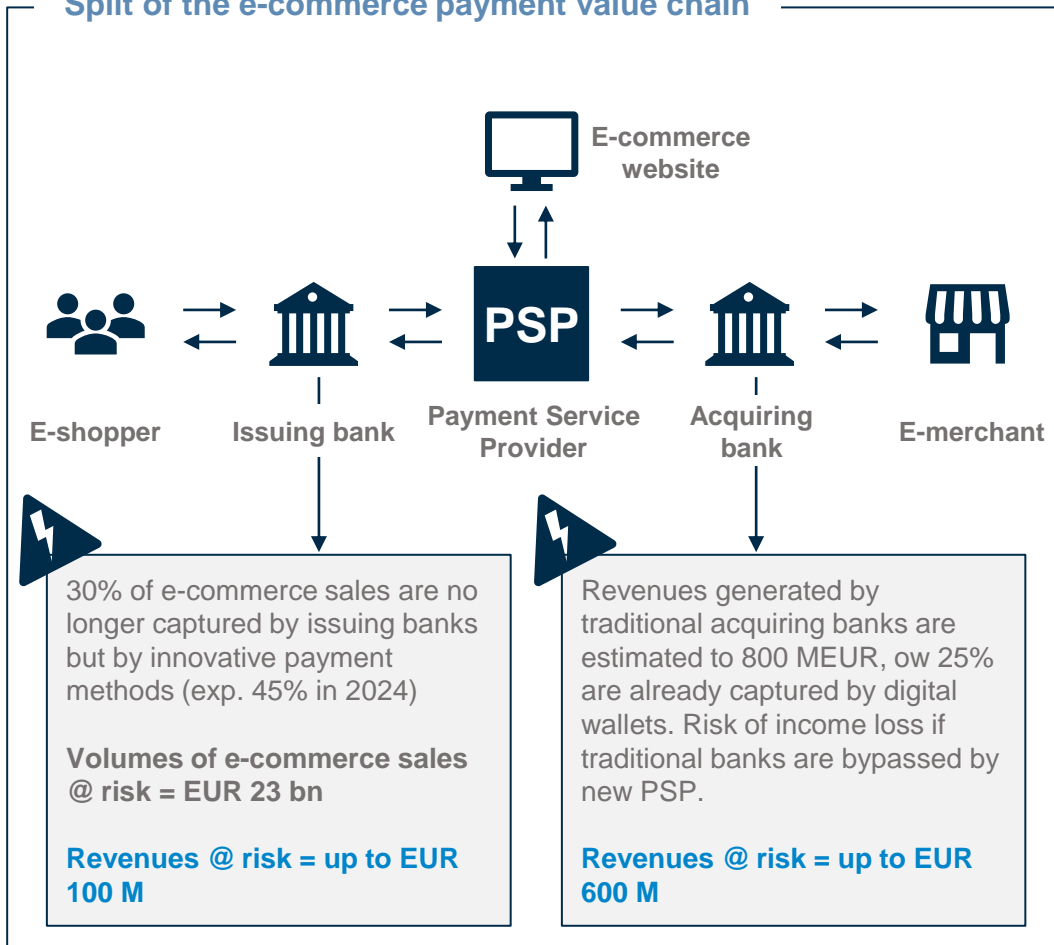 Split of the e-commerce payment value chain
E-commerce
website
PSP
E-shopper
Issuing bank
Payment Service
Provider
Acquiring
bank
E-merchant
30% of e-commerce sales are no
longer captured by issuing banks
but by innovative payment
methods (exp. 45% in 2024)
Volumes of e-commerce sales
@ risk = EUR 23 bn
Revenues @ risk = up to EUR
100 M
Revenues generated by
traditional acquiring banks are
estimated to 800 MEUR, ow 25%
are already captured by digital
wallets. Risk of income loss if
traditional banks are bypassed by
new PSP.
Revenues @ risk = up to EUR
600 M